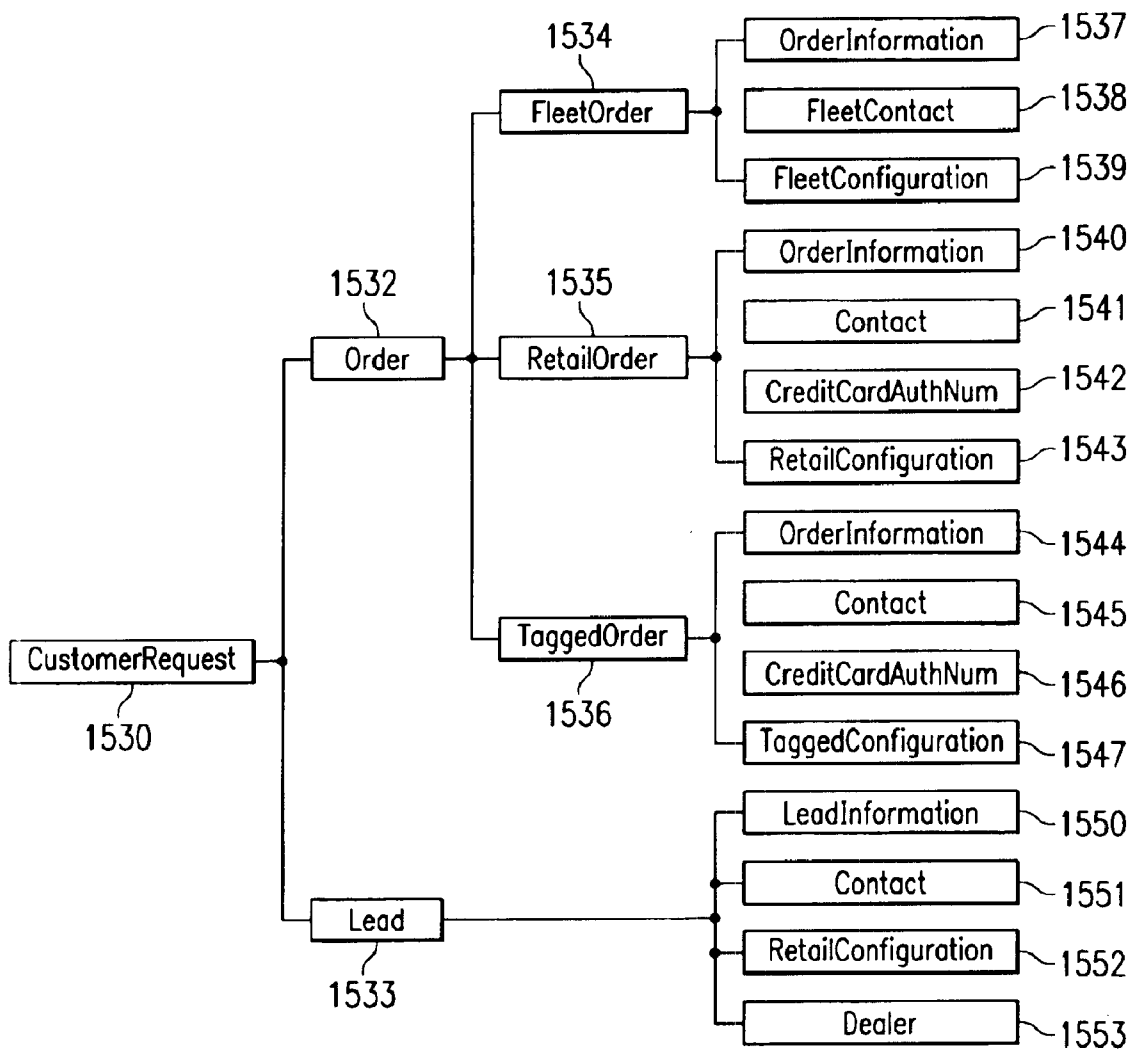 1534
FleetOrder
OrderInformation
1537
FleetContact
1538
FleetConfiguration
1539
1532
Order
1535
RetailOrder
OrderInformation
1540
Contact
1541
CreditCardAuthNum
1542
RetailConfiguration
1543
CustomerRequest
1530
TaggedOrder
1536
OrderInformation
1544
Contact
1545
CreditCardAuthNum
1546
TaggedConfiguration
1547
Lead
1533
LeadInformation
1550
Contact
1551
RetailConfiguration
1552
Dealer
1553